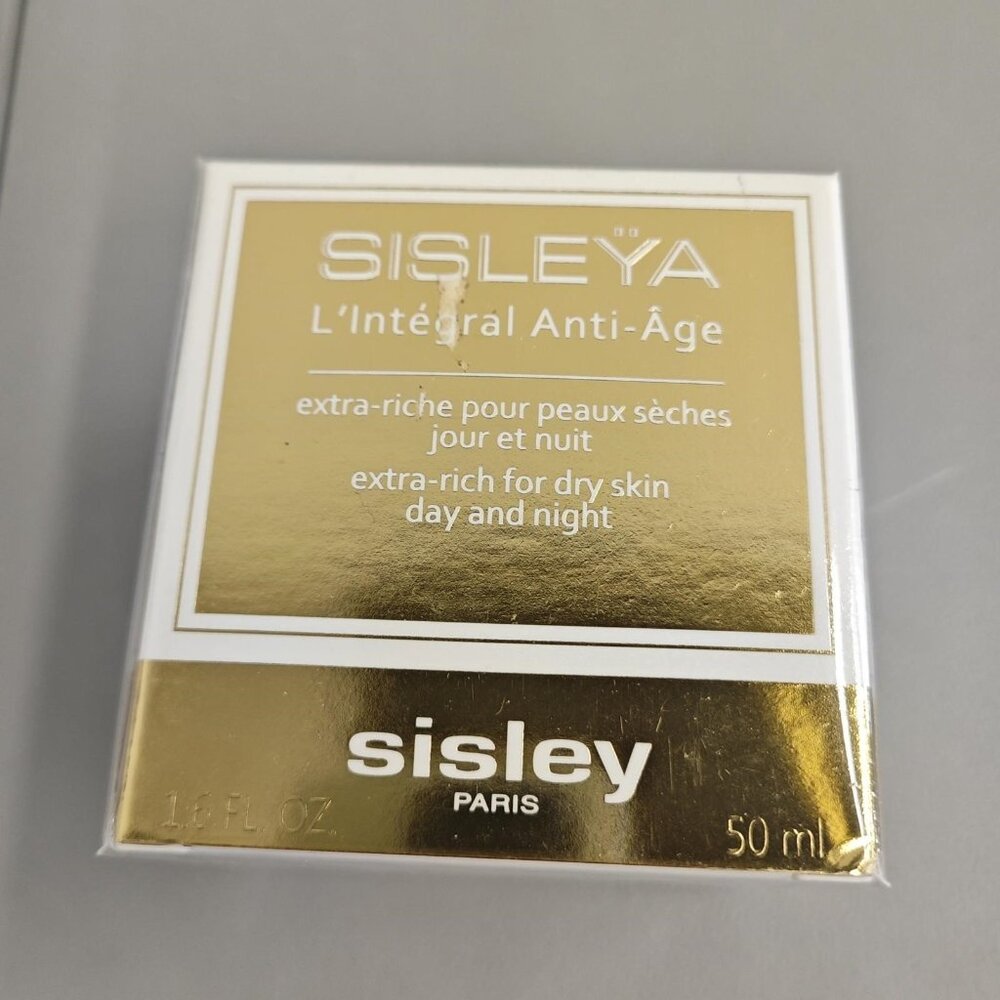 SISLEŸA
L'Intégral Anti-Âge
extra-riche pour peaux sèches
jour et nuit
extra-rich for dry skin
day and night
sisley
PARIS
1.6 FL. OZ.
50 ml